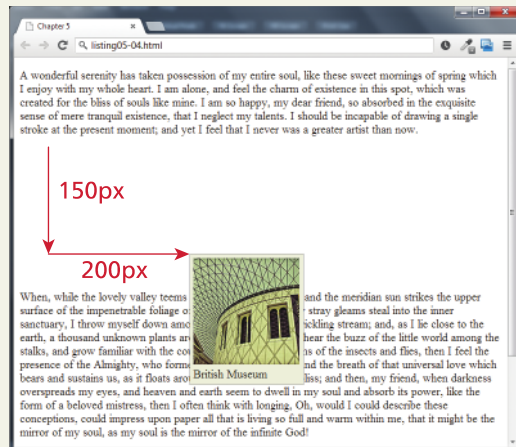 Chapter 5
listing05-04.html
A wonderful serenity has taken possession of my entire soul, like these sweet mornings of spring which
I enjoy with my whole heart. I am alone, and feel the charm of existence in this spot, which was
created for the bliss of souls like mine. I am so happy, my dear friend, so absorbed in the exquisite
sense of mere tranquil existence, that I neglect my talents. I should be incapable of drawing a single
stroke at the present moment; and yet I feel that I never was a greater artist than now.
150px
200px
When, while the lovely valley teems and the meridian sun strikes the upper
surface of the impenetrable foliage o stray gleams steal into the inner
sanctuary, I throw myself down amo rickling stream; and, as I lie close to the
earth, a thousand unknown plants ar hear the buzz of the little world among the
stalks, and grow familiar with the cou ns of the insects and flies, then I feel the
presence of the Almighty, who forme nd the breath of that universal love which
bears and sustains us, as it floats arou liss; and then, my friend, when darkness
British Museum
overspreads my eyes, and heaven and earth seem to dwell in my soul and absorb its power, like the
form of a beloved mistress, then I often think with longing, Oh, would I could describe these
conceptions, could impress upon paper all that is living so full and warm within me, that it might be the
mirror of my soul, as my soul is the mirror of the infinite God!